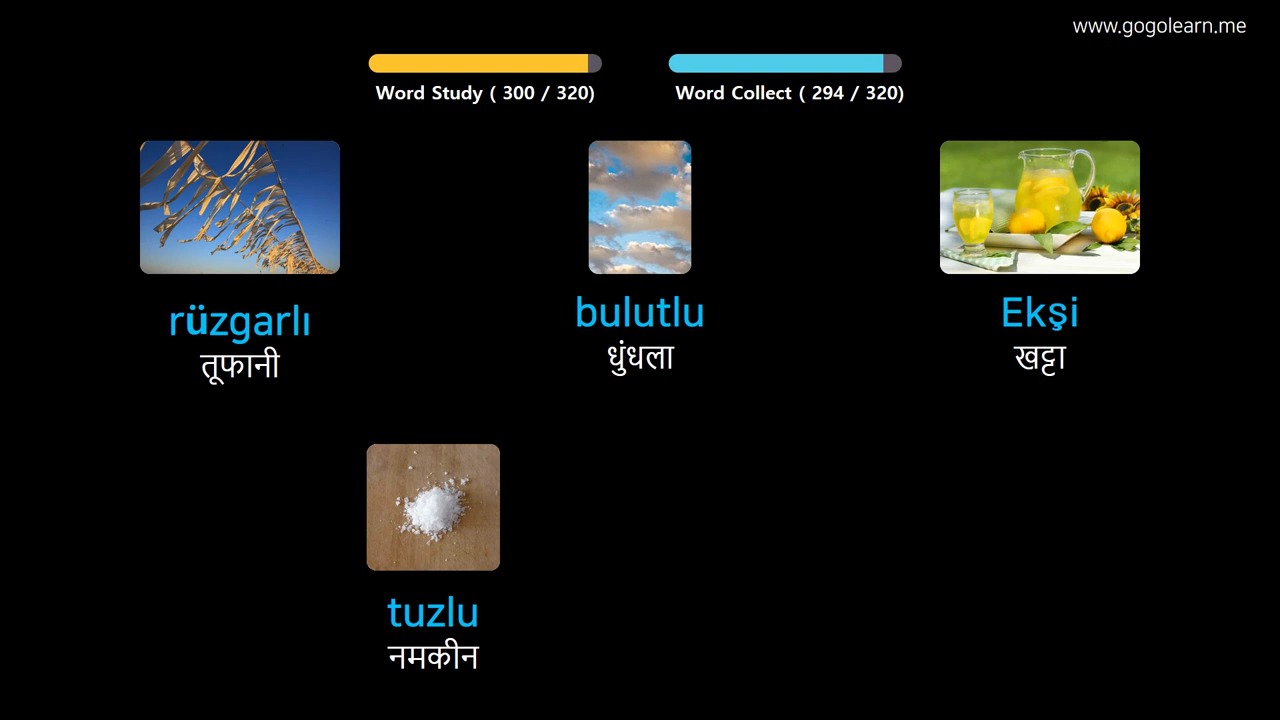 www.gogolearn.me
Word Study ( 300 / 320)
Word Collect ( 294 / 320)
rüzgarlı
तूफानी
bulutlu
धुंधला
Ekşi
खट्टा
tuzlu
नमकीन